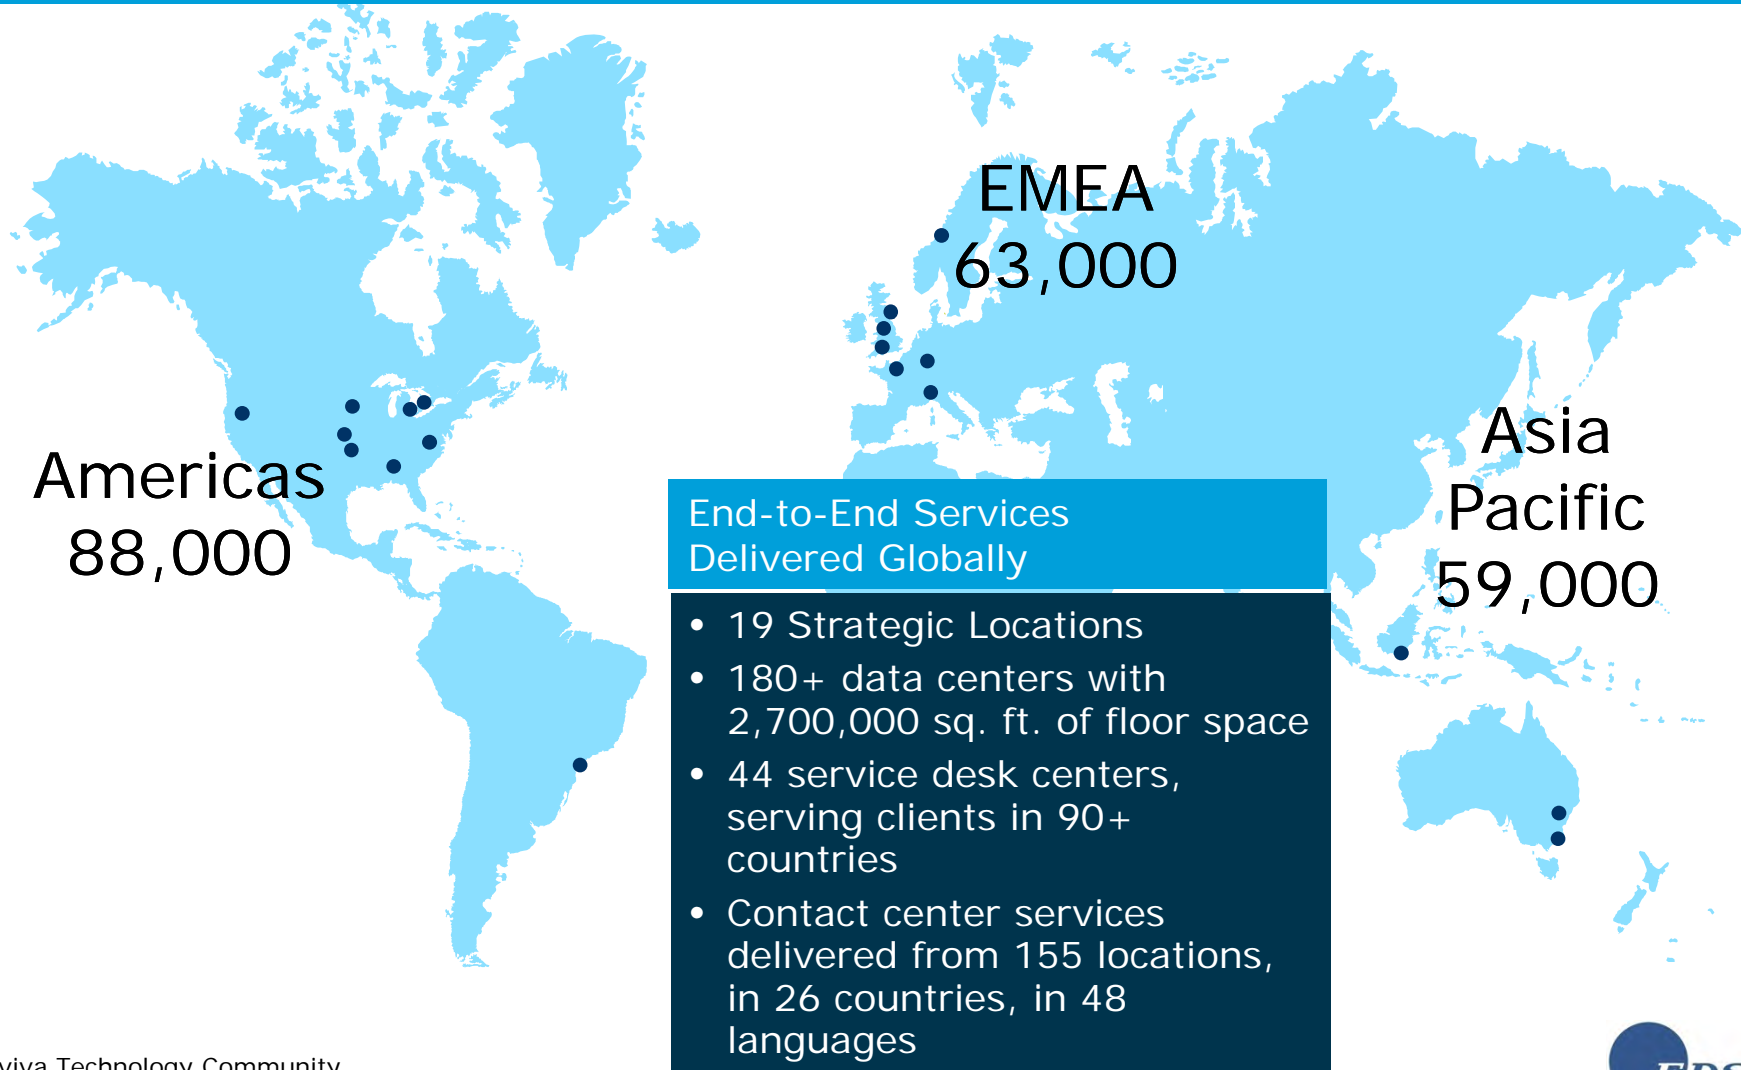 EMEA
63,000
Americas
88,000
Asia
Pacific
59,000
End-to-End Services
Delivered Globally
• 19 Strategic Locations
• 180+ data centers with
2,700,000 sq. ft. of floor space
• 44 service desk centers,
serving clients in 90+
countries
• Contact center services
delivered from 155 locations,
in 26 countries, in 48
languages
Technology Community